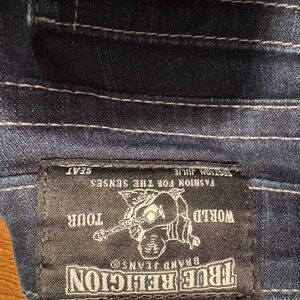 TRUE RELIGION
BRAND JEANS®
WORLD TOUR
FASHION FOR THE SENSES
SECTION JULIE SEAT